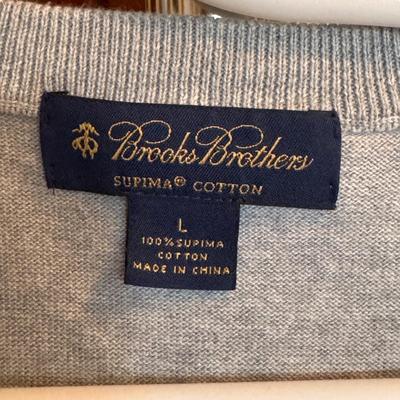 Brooks Brothers
SUPIMA® COTTON
L
100% SUPIMA
COTTON
MADE IN CHINA